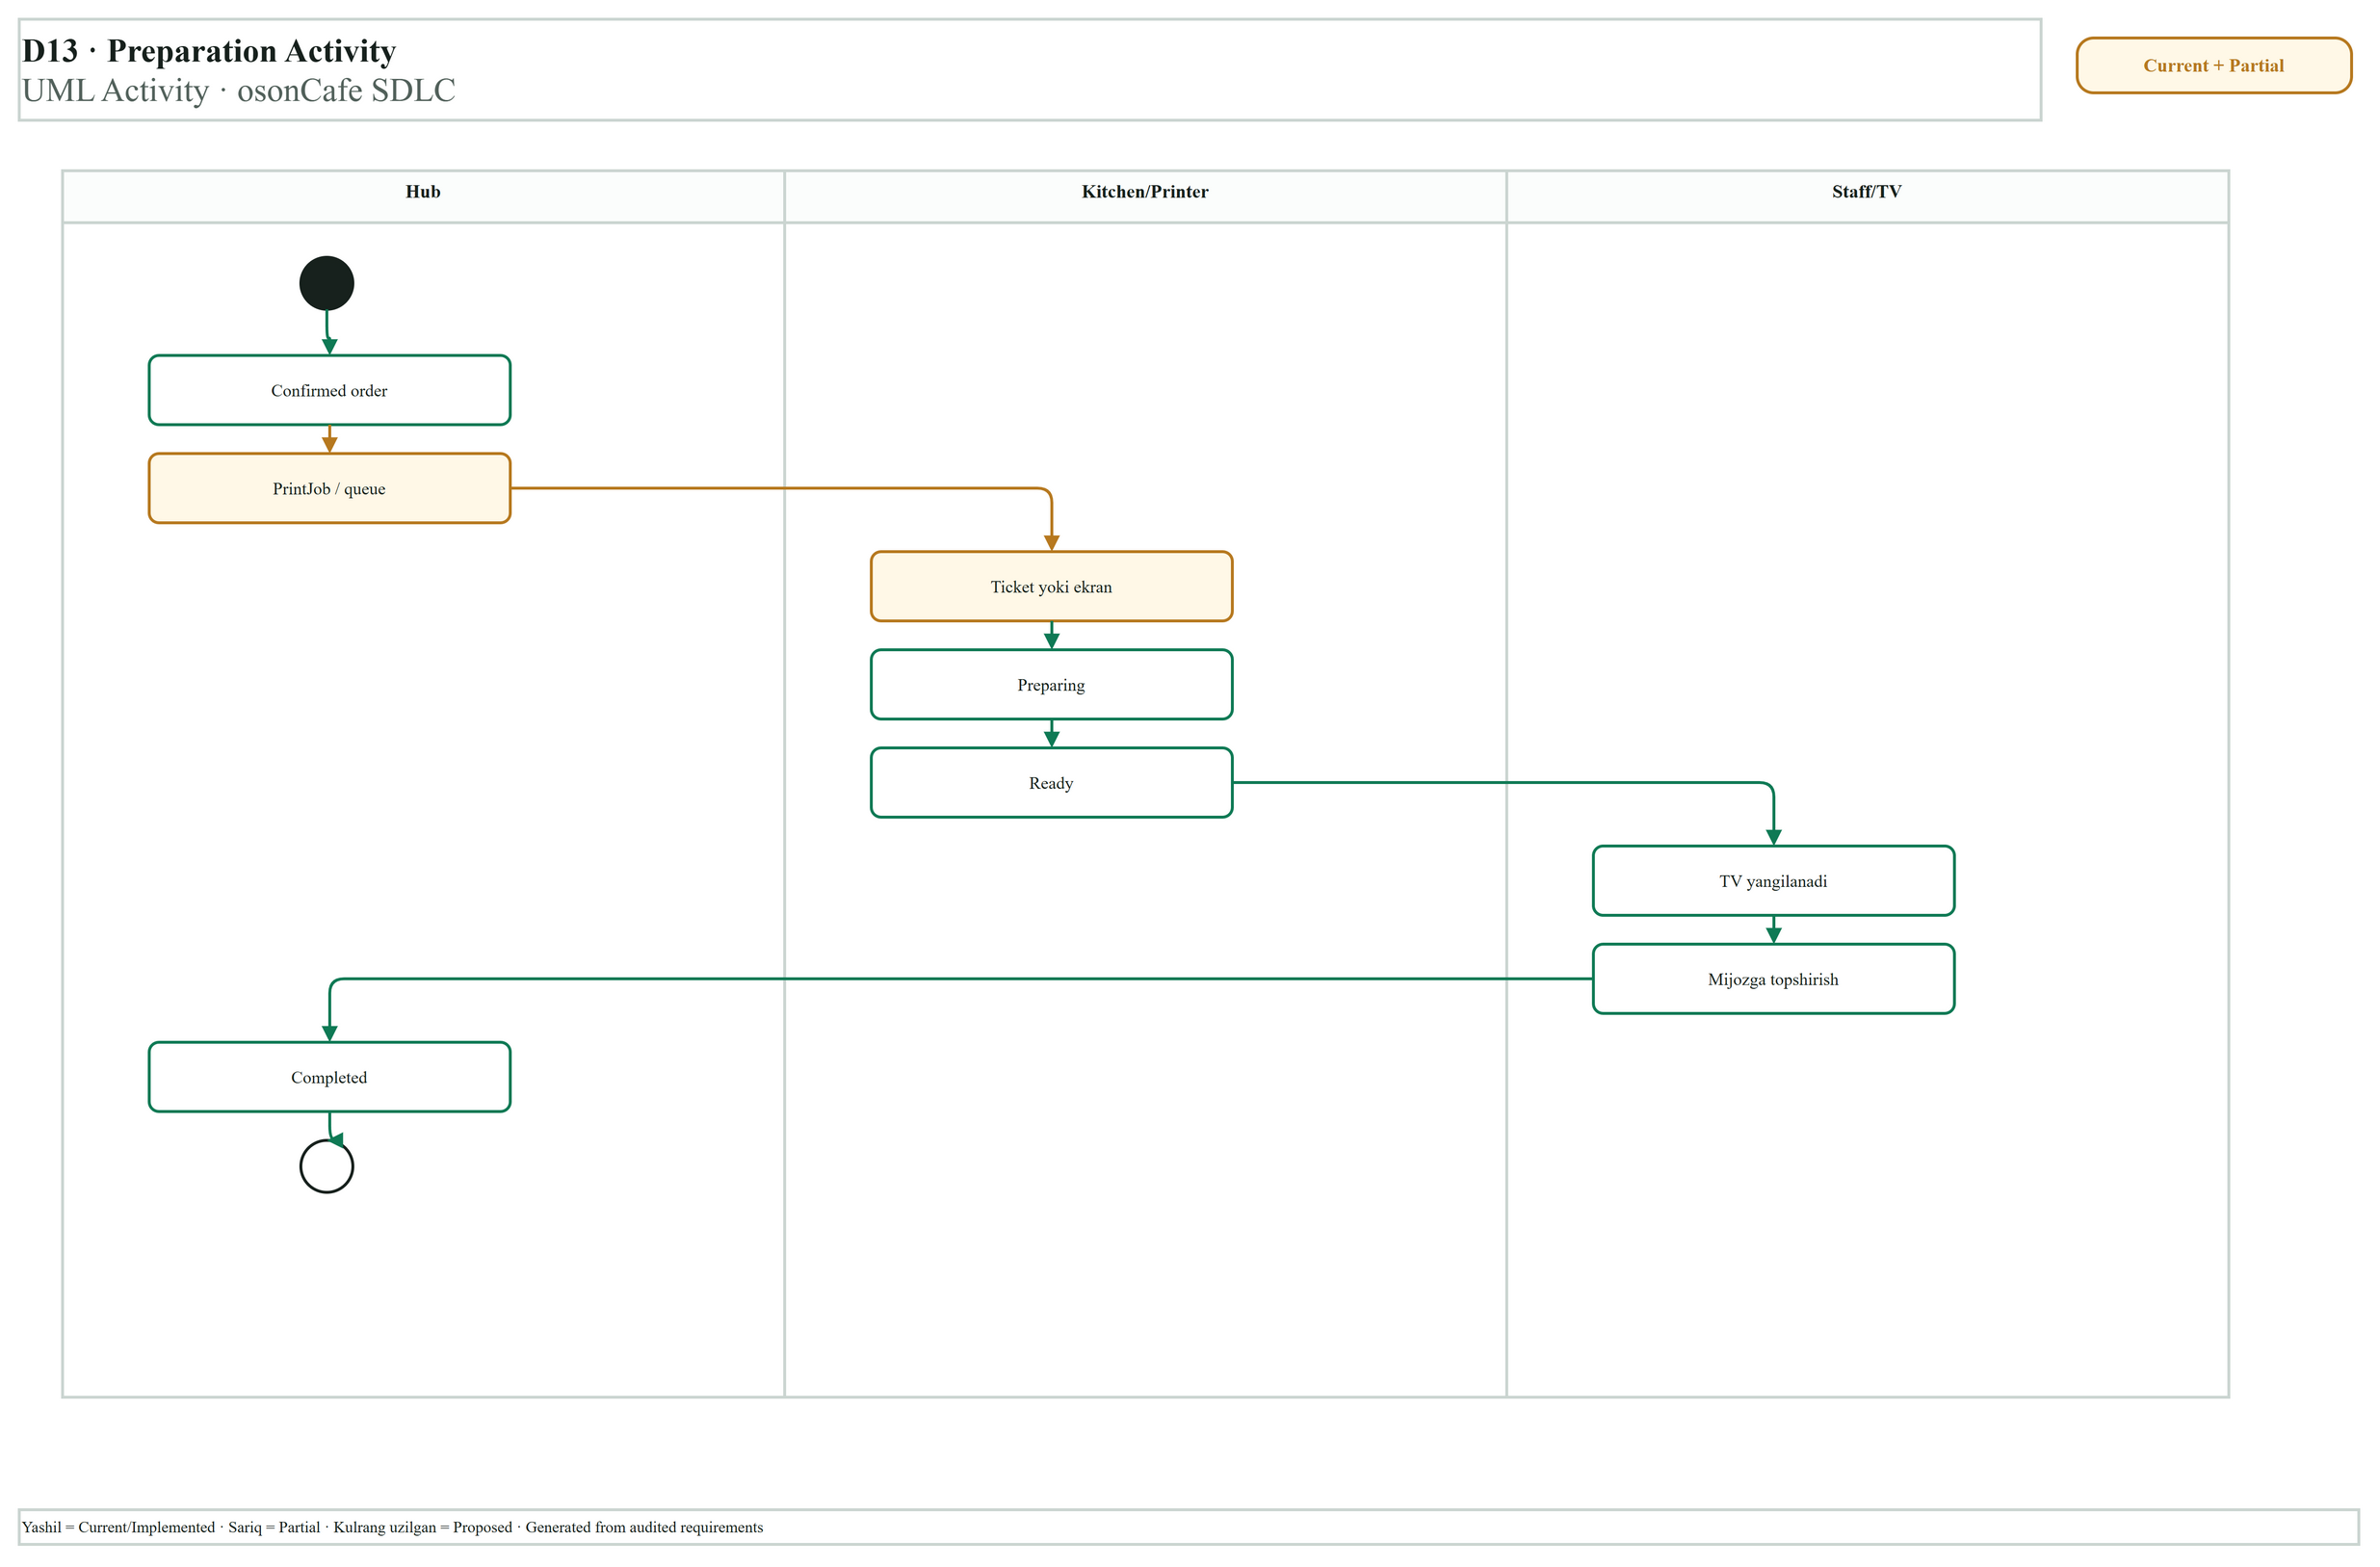 D13 · Preparation Activity
UML Activity · osonCafe SDLC
Current + Partial
Hub
Kitchen/Printer
Staff/TV
Confirmed order
PrintJob / queue
Ticket yoki ekran
Preparing
Ready
TV yangilanadi
Mijozga topshirish
Completed
Yashil = Current/Implemented · Sariq = Partial · Kulrang uzilgan = Proposed · Generated from audited requirements